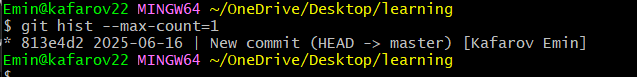 Emin@kafarov22 MINGW64 ~/OneDrive/Desktop/learning
$ git hist --max-count=1
* 813e4d2 2025-06-16 | New commit (HEAD -> master) [Kafarov Emin]
Emin@kafarov22 MINGW64 ~/OneDrive/Desktop/learning
$